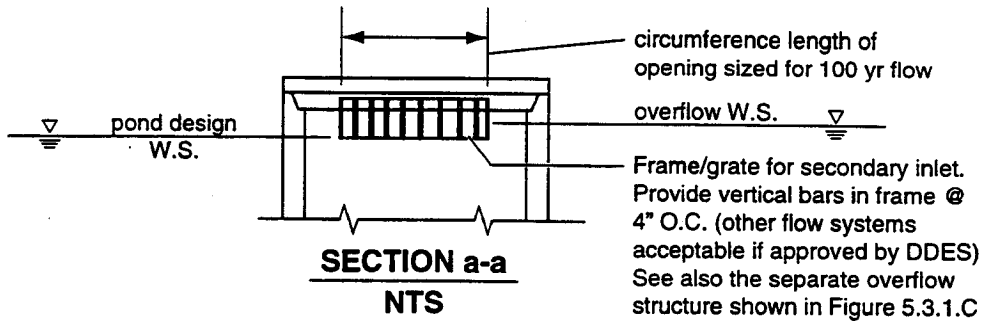 circumference length of
opening sized for 100 yr flow
pond design
W.S.
overflow W.S.
Frame/grate for secondary inlet.
Provide vertical bars in frame @
4" O.C. (other flow systems
acceptable if approved by DDES)
See also the separate overflow
structure shown in Figure 5.3.1.C
SECTION a-a
NTS